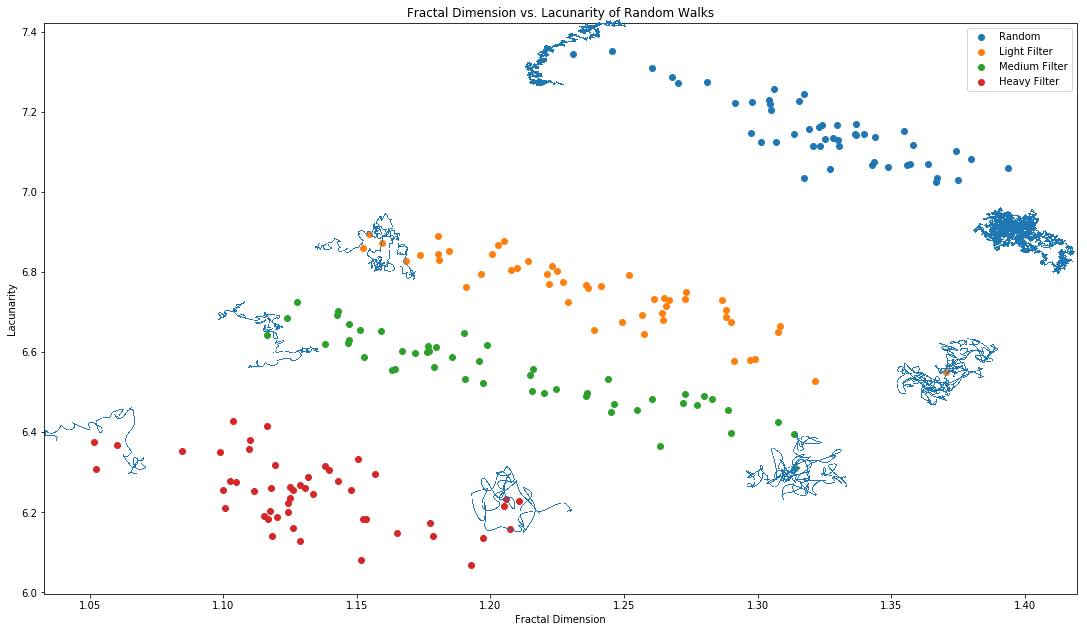 Fractal Dimension vs. Lacunarity of Random Walks
Random
Light Filter
Medium Filter
Heavy Filter
Lacunarity
7.4
7.2
7.0
6.8
6.6
6.4
6.2
6.0
1.05 1.10 1.15 1.20 1.25 1.30 1.35 1.40
Fractal Dimension